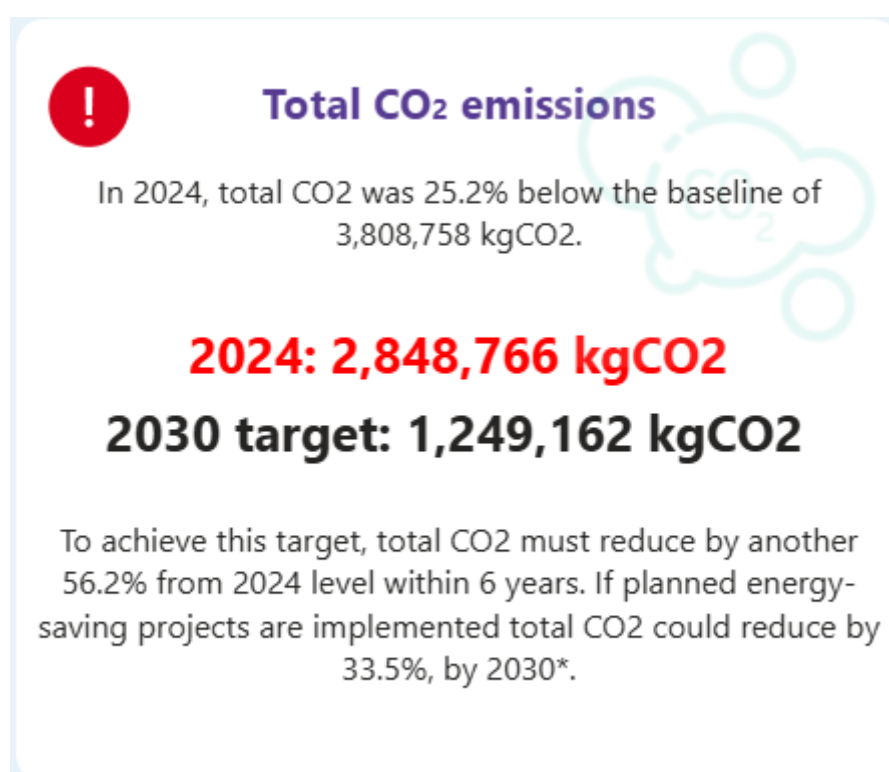 !
Total CO₂ emissions
CO₂
In 2024, total CO2 was 25.2% below the baseline of
3,808,758 kgCO2.
2024: 2,848,766 kgCO2
2030 target: 1,249,162 kgCO2
To achieve this target, total CO2 must reduce by another
56.2% from 2024 level within 6 years. If planned energy-
saving projects are implemented total CO2 could reduce by
33.5%, by 2030*.